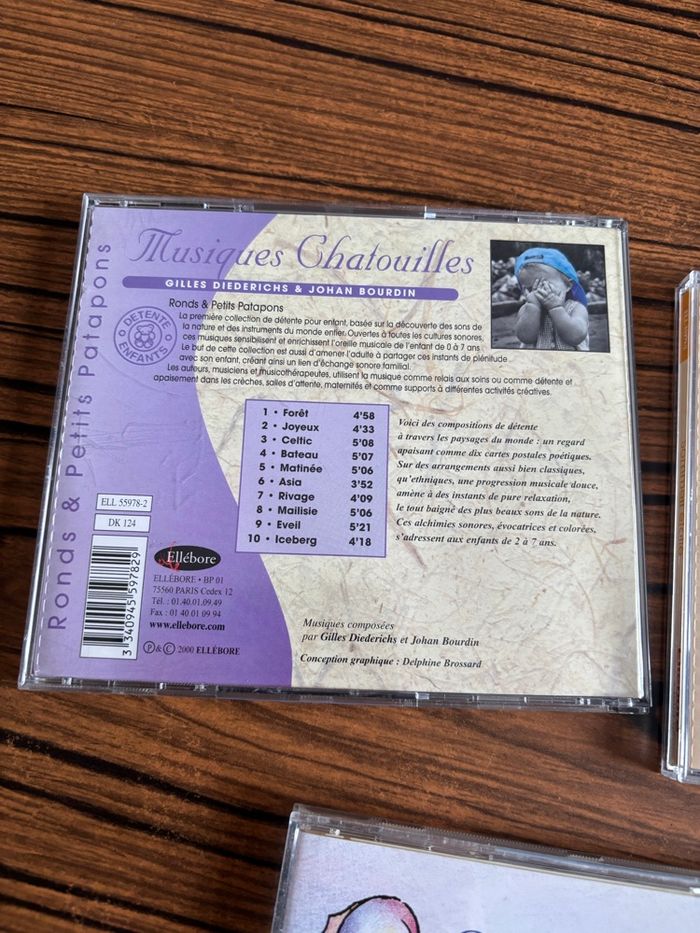 Musiques Chatouilles
GILLES DIEDERICHS & JOHAN BOURDIN
Ronds & Petits Patapons
La première collection de détente pour enfant, basée sur la découverte des sons de
la nature et des instruments du monde entier. Ouvertes à toutes les cultures sonores,
ces musiques sensibilisent et enrichissent l'oreille musicale de l'enfant de 0 à 7 ans.
Le but de cette collection est aussi d'amener l'adulte à partager ces instants de plénitude
avec son enfant, créant ainsi un lien d'échange sonore familial.
Les auteurs, musiciens et musicothérapeutes, utilisent la musique comme relais aux soins ou comme détente et
apaisement dans les crèches, salles d'attente, maternités et comme supports à différentes activités créatives.
DETENTE
ENFANTS
Ronds & Petits Patapons
1 • Forêt 4'58
2 • Joyeux 4'33
3 • Celtic 5'08
4 • Bateau 5'07
5 • Matinée 5'06
6 • Asia 3'52
7 • Rivage 4'09
8 • Mailisie 5'06
9 • Eveil 5'21
10 • Iceberg 4'18
Voici des compositions de détente
à travers les paysages du monde : un regard
apaisant comme dix cartes postales poétiques.
Sur des arrangements aussi bien classiques,
qu'ethniques, une progression musicale douce,
amène à des instants de pure relaxation,
le tout baigné des plus beaux sons de la nature.
Ces alchimies sonores, évocatrices et colorées,
s'adressent aux enfants de 2 à 7 ans.
ELL 55978-2
DK 124
3 340945 597829
Ellébore
ELLÉBORE • BP 01
75560 PARIS Cedex 12
Tél. : 01.40.01.09.49
Fax : 01 40 01 09 94
www.ellebore.com
℗ & © 2000 ELLÉBORE
Musiques composées
par Gilles Diederichs et Johan Bourdin
Conception graphique : Delphine Brossard